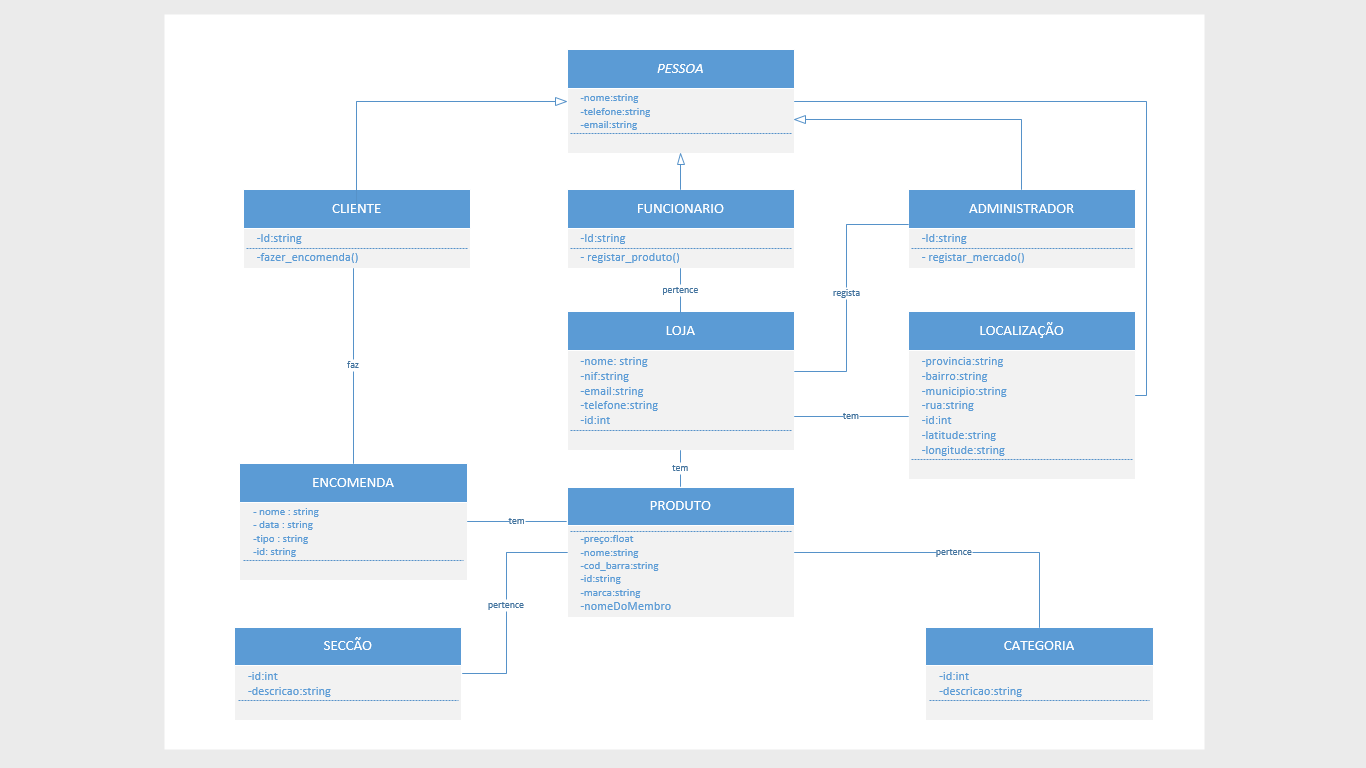 PESSOA
-nome:string
-telefone:string
-email:string
CLIENTE
-Id:string
-fazer_encomenda()
FUNCIONARIO
-Id:string
- registar_produto()
ADMINISTRADOR
-Id:string
- registar_mercado()
pertence
regista
LOJA
-nome: string
-nif:string
-email:string
-telefone:string
-id:int
LOCALIZAÇÃO
-provincia:string
-bairro:string
-municipio:string
-rua:string
-id:int
-latitude:string
-longitude:string
faz
tem
tem
ENCOMENDA
- nome : string
- data : string
-tipo : string
-id: string
tem
PRODUTO
-preço:float
-nome:string
-cod_barra:string
-id:string
-marca:string
-nomeDoMembro
pertence
pertence
SECCÃO
-id:int
-descricao:string
CATEGORIA
-id:int
-descricao:string